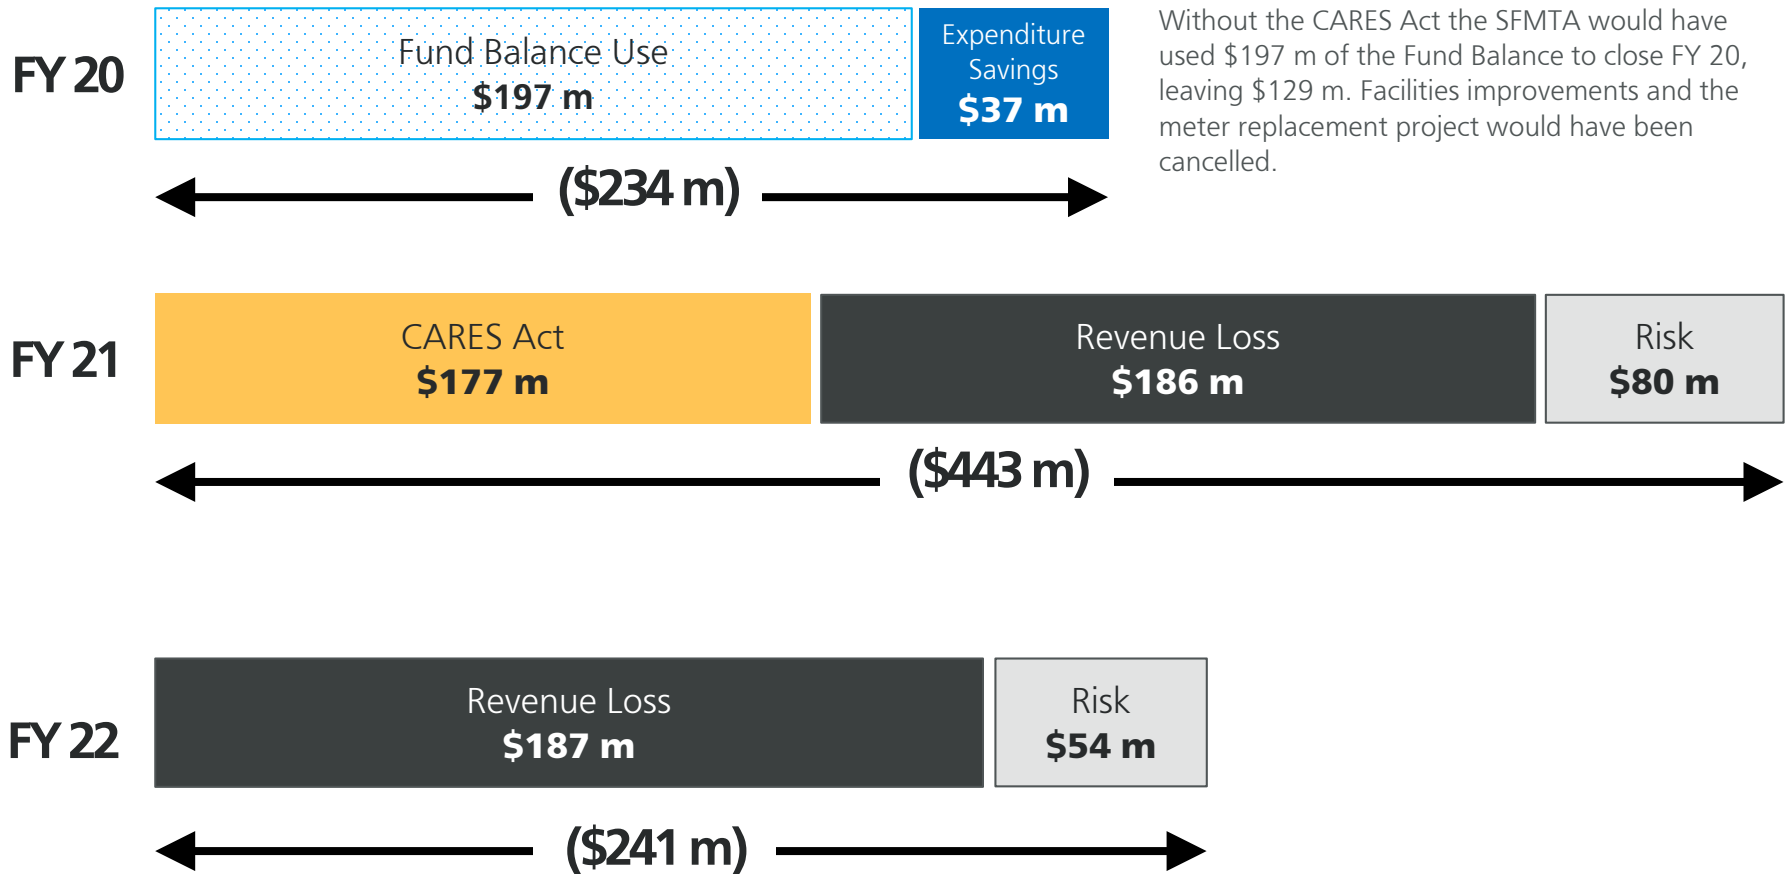 FY 20
Fund Balance Use
$197 m
Expenditure
Savings
$37 m
Without the CARES Act the SFMTA would have
used $197 m of the Fund Balance to close FY 20,
leaving $129 m. Facilities improvements and the
meter replacement project would have been
cancelled.
($234 m)
FY 21
CARES Act
$177 m
Revenue Loss
$186 m
Risk
$80 m
($443 m)
FY 22
Revenue Loss
$187 m
Risk
$54 m
($241 m)